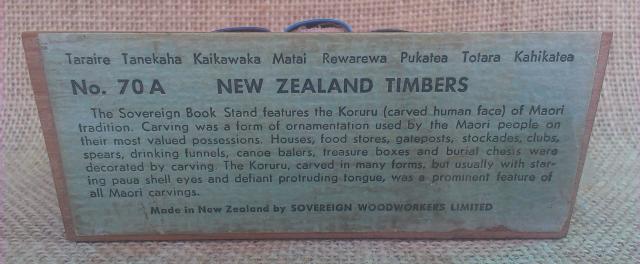 Taraire Tanekaha Kaikawaka Matai Rewarewa Pukatea Totara Kahikatea
No. 70 A NEW ZEALAND TIMBERS
The Sovereign Book Stand features the Koruru (carved human face) of Maori
tradition. Carving was a form of ornamentation used by the Maori people on
their most valued possessions. Houses, food stores, gateposts, stockades, clubs,
spears, drinking funnels, canoe balers, treasure boxes and burial chests were
decorated by carving. The Koruru, carved in many forms, but usually with star-
ing paua shell eyes and defiant protruding tongue, was a prominent feature of
all Maori carvings.
Made in New Zealand by SOVEREIGN WOODWORKERS LIMITED